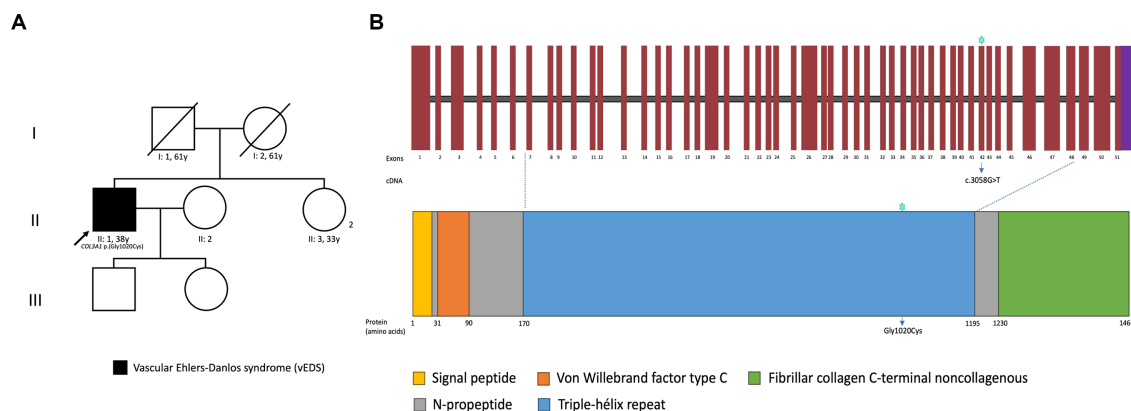 A
I
I: 1, 61y
I: 2, 61y
II
II: 1, 38y
COL3A1 p.(Gly1020Cys)
II: 2
II: 3, 33y
2
III
Vascular Ehlers-Danlos syndrome (vEDS)
B
Exons
1 2 3 4 5 6 7 8 9 10 11 12 13 14 15 16 17 18 19 20 21 22 23 24 25 26 27 28 29 30 31 32 33 34 35 36 37 38 39 40 41 42 43 44 45 46 47 48 49 50 51
cDNA
c.3058G>T
Protein
(amino acids)
1 31 90 170 1195 1230 146
Gly1020Cys
Signal peptide
Von Willebrand factor type C
Fibrillar collagen C-terminal noncollagenous
N-propeptide
Triple-hélix repeat